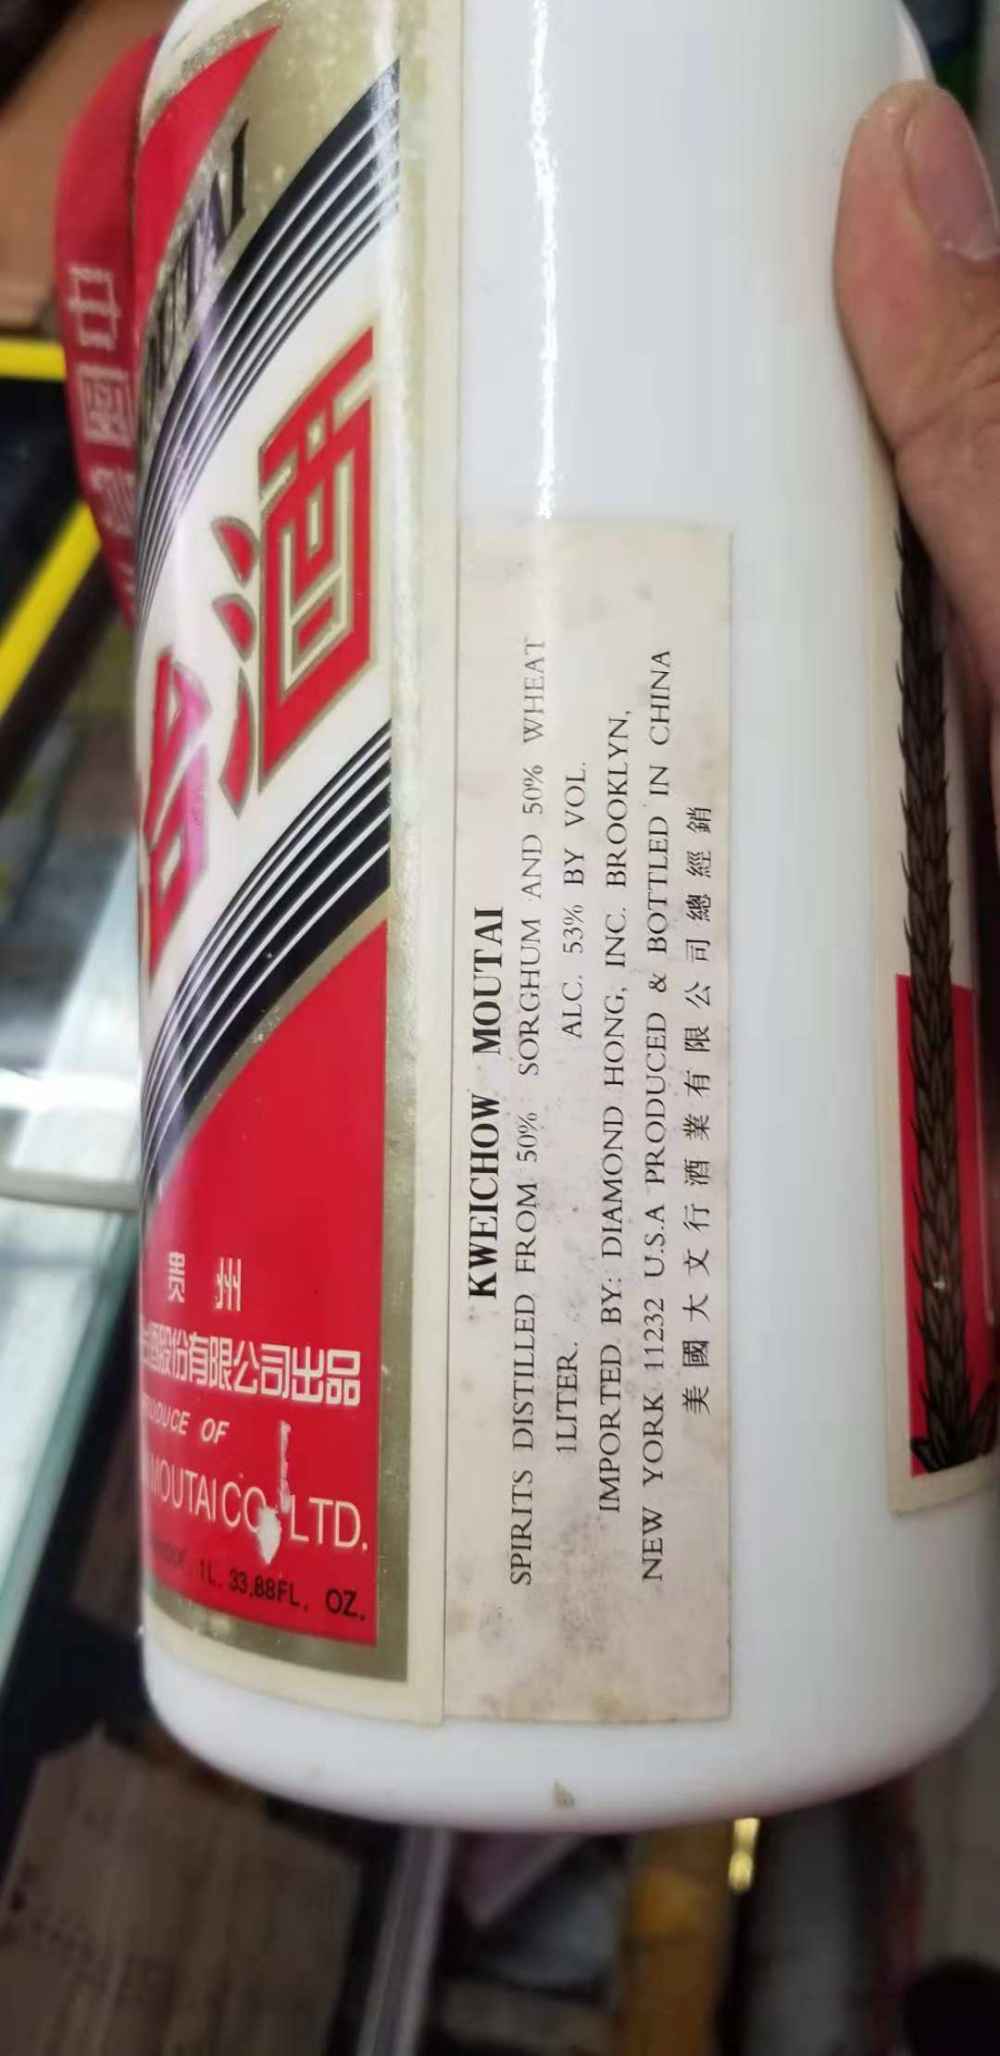 中國
酒
贵州
酒股份有限公司出品
OF
MOUTAI CO., LTD.
1L. 33.88FL. OZ.
KWEICHOW MOUTAI
SPIRITS DISTILLED FROM 50% SORGHUM AND 50% WHEAT
1LITER. ALC. 53% BY VOL.
IMPORTED BY: DIAMOND HONG, INC. BROOKLYN,
NEW YORK 11232 U.S.A PRODUCED & BOTTLED IN CHINA
美國大文行酒業有限公司總經銷